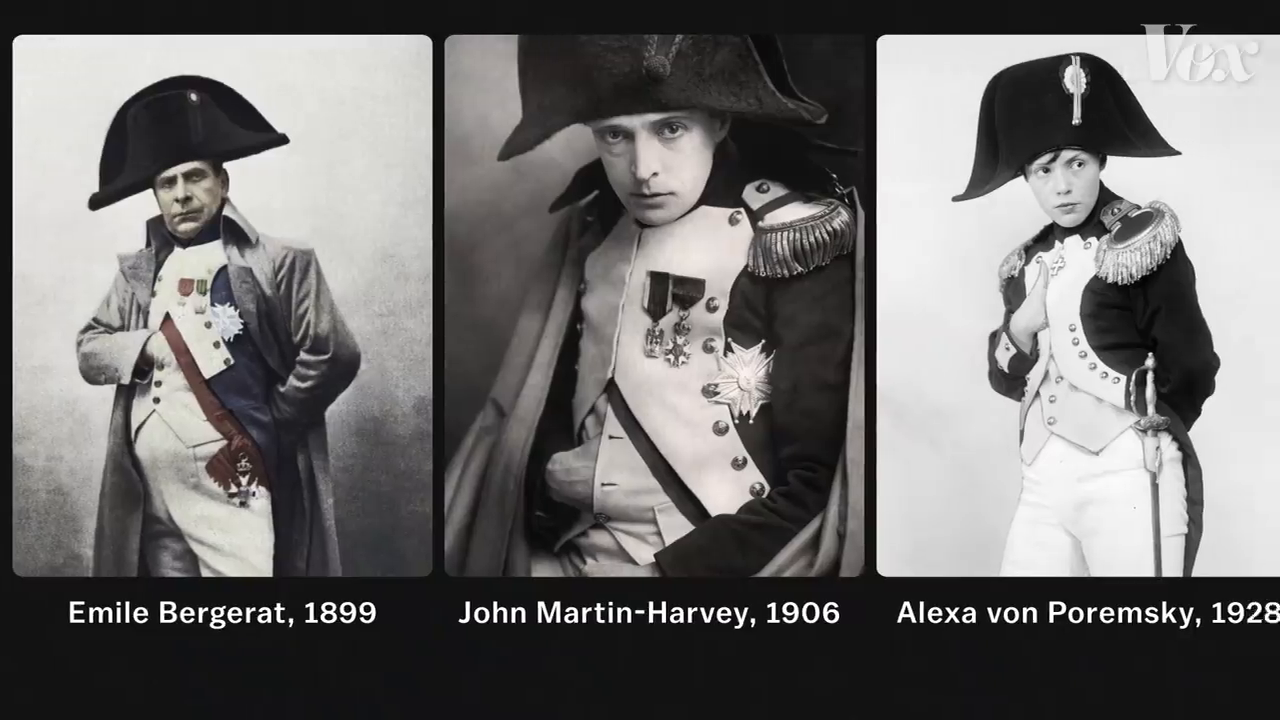 Vox
Emile Bergerat, 1899
John Martin-Harvey, 1906
Alexa von Poremsky, 1928